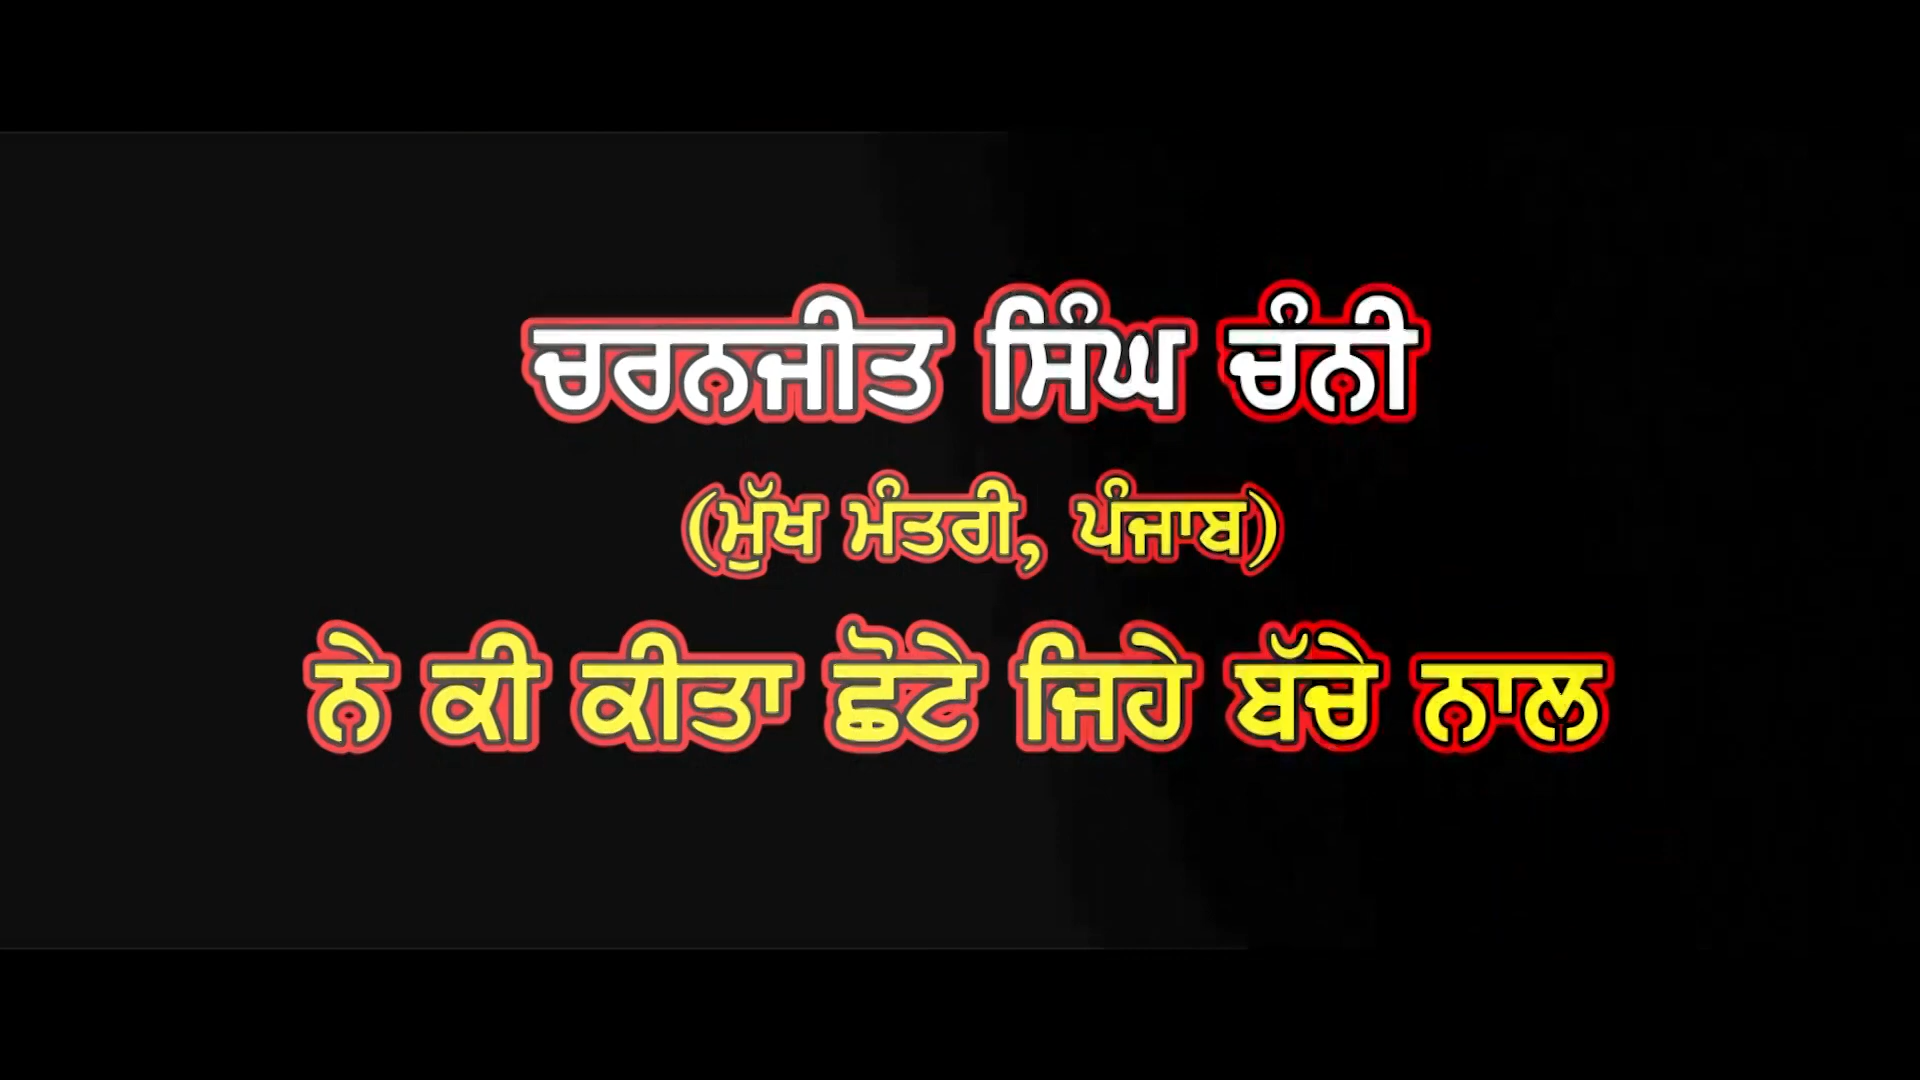 ਚਰਨਜੀਤ ਸਿੰਘ ਚੰਨੀ
(ਮੁੱਖ ਮੰਤਰੀ, ਪੰਜਾਬ)
ਨੇ ਕੀ ਕੀਤਾ ਛੋਟੇ ਜਿਹੇ ਬੱਚੇ ਨਾਲ